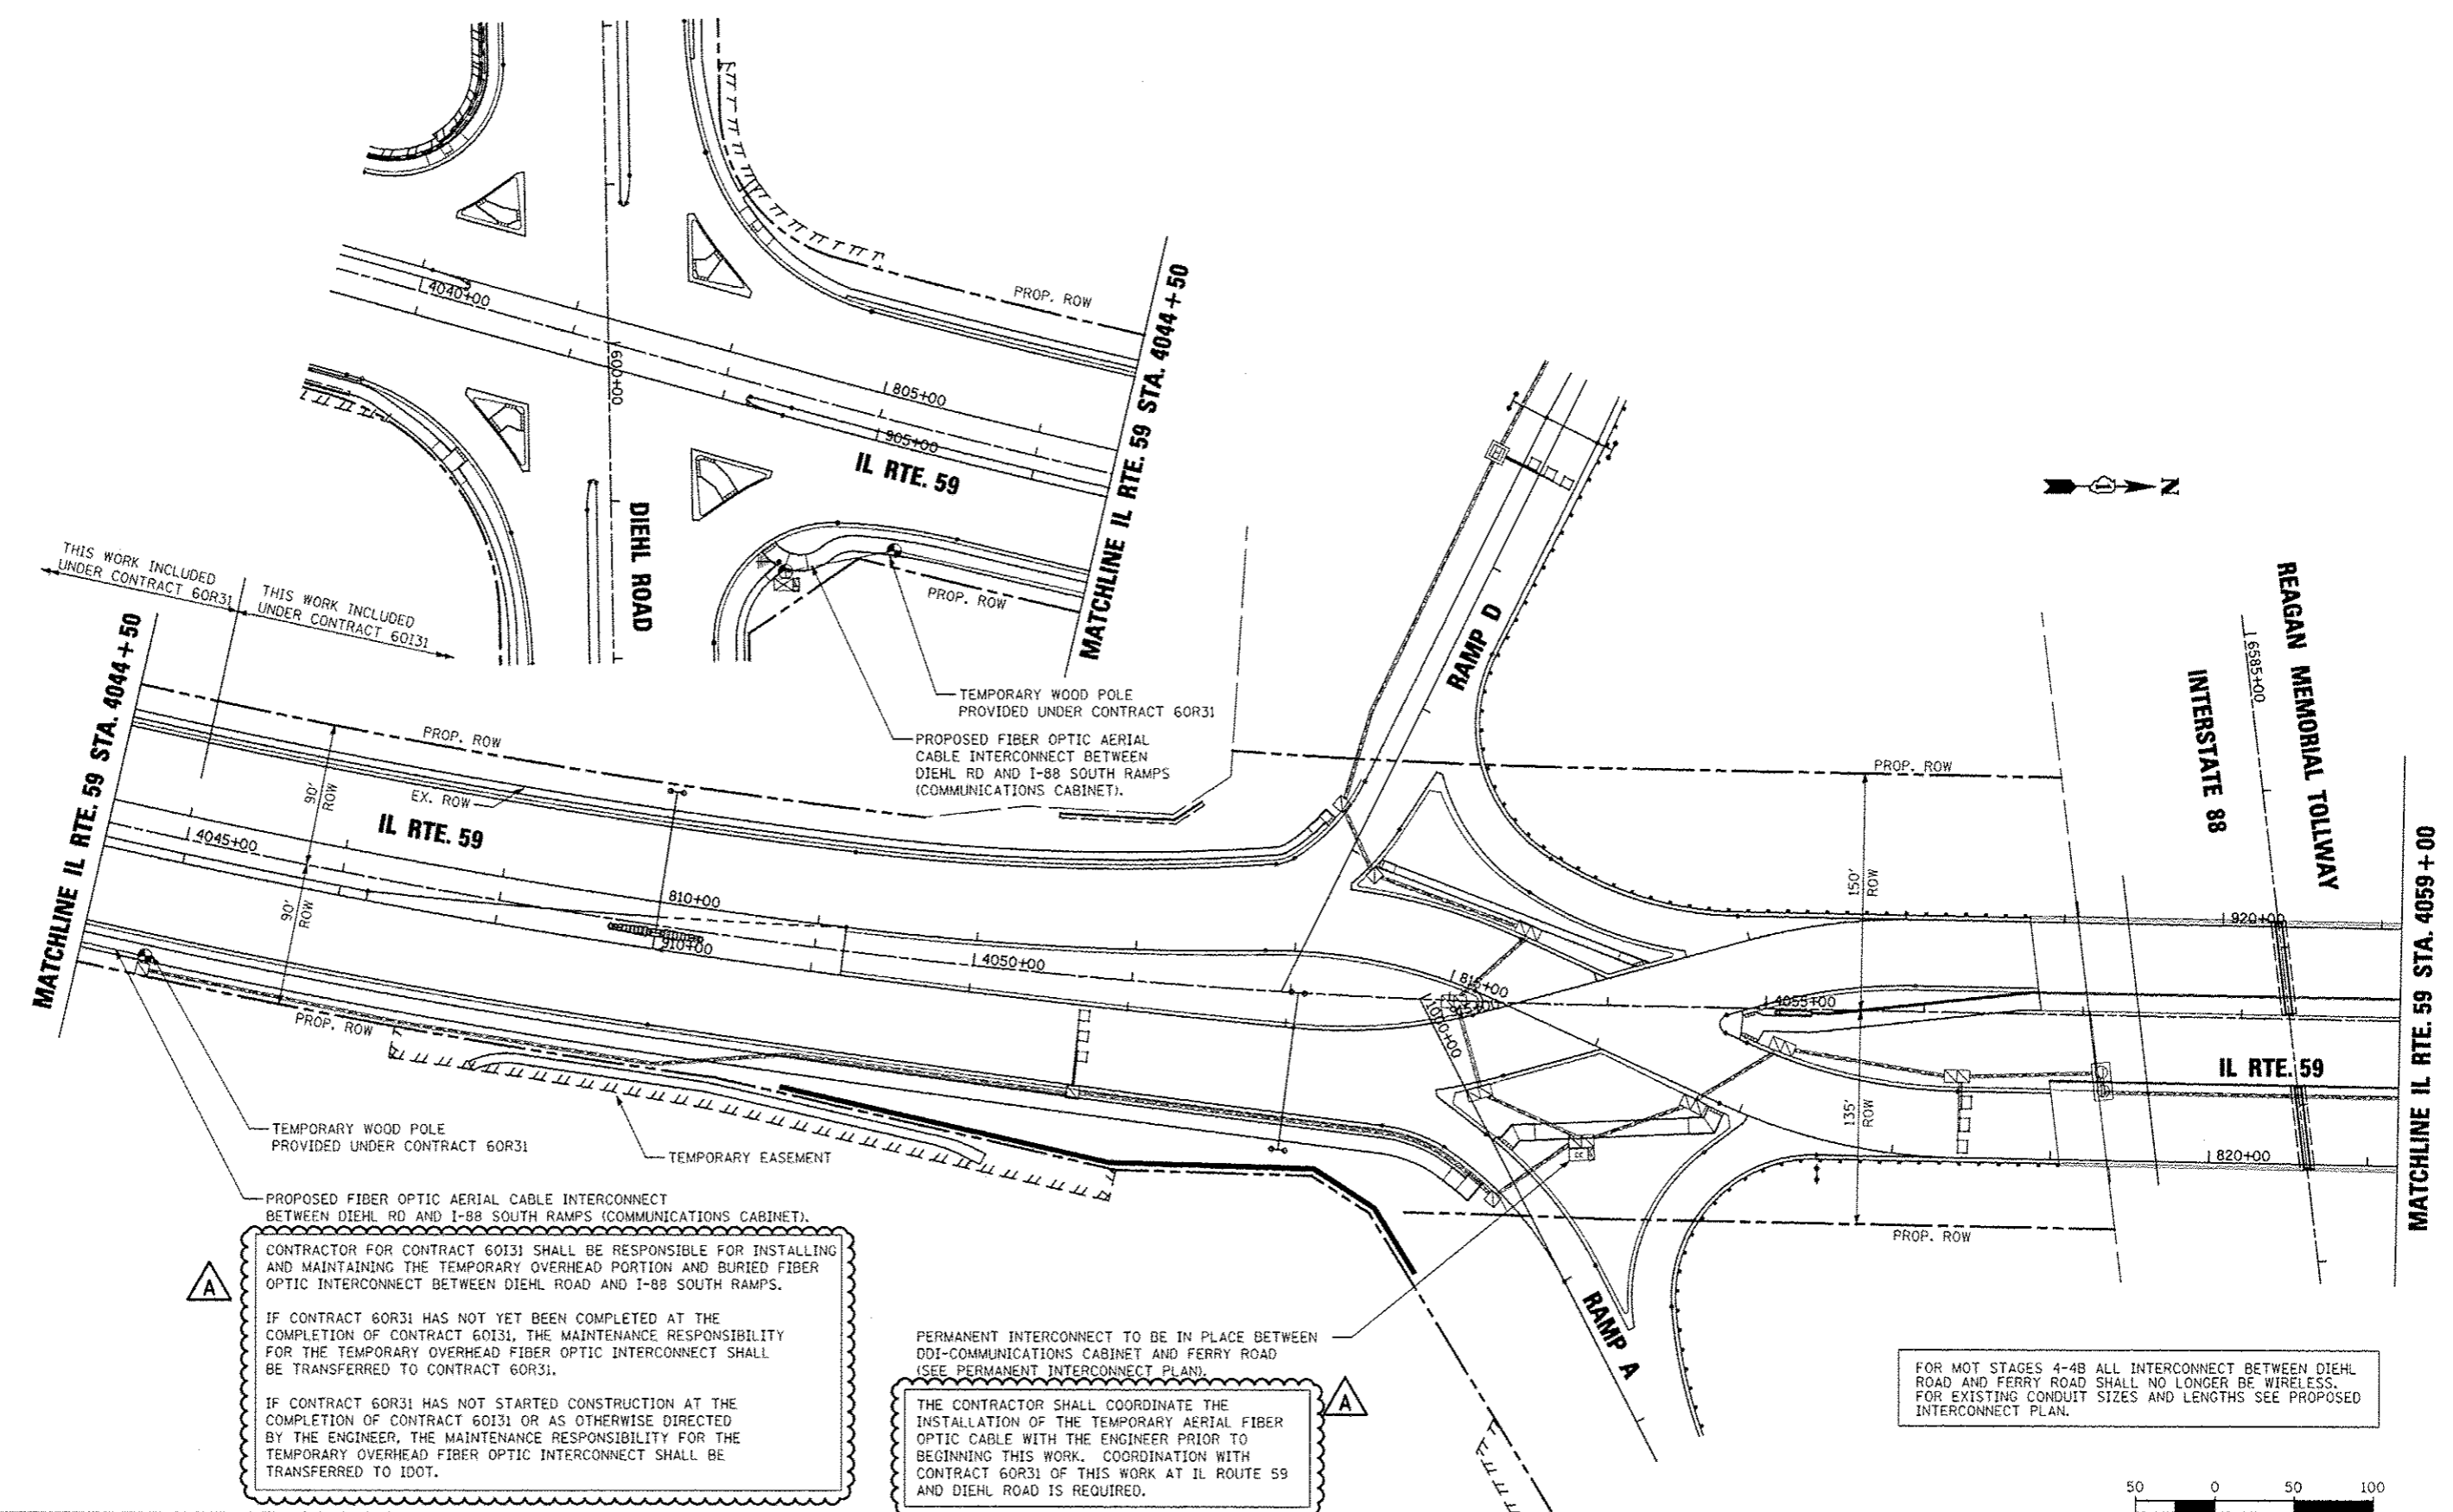 PROP. ROW
4040+00
600+00
805+00
905+00
IL RTE. 59
DIEHL ROAD
PROP. ROW
MATCHLINE IL RTE. 59 STA. 4044+50
THIS WORK INCLUDED
UNDER CONTRACT 60R31
THIS WORK INCLUDED
UNDER CONTRACT 60I31
TEMPORARY WOOD POLE
PROVIDED UNDER CONTRACT 60R31
PROPOSED FIBER OPTIC AERIAL
CABLE INTERCONNECT BETWEEN
DIEHL RD AND I-88 SOUTH RAMPS
(COMMUNICATIONS CABINET).
N
MATCHLINE IL RTE. 59 STA. 4044+50
PROP. ROW
EX. ROW
90'
ROW
90'
ROW
IL RTE. 59
4045+00
810+00
910+00
4050+00
PROP. ROW
RAMP D
815+00
1000+00
4055+00
PROP. ROW
150'
ROW
135'
ROW
920+00
820+00
PROP. ROW
INTERSTATE 88
REAGAN MEMORIAL TOLLWAY
6585+00
IL RTE. 59
MATCHLINE IL RTE. 59 STA. 4059+00
RAMP A
TEMPORARY WOOD POLE
PROVIDED UNDER CONTRACT 60R31
TEMPORARY EASEMENT
PROPOSED FIBER OPTIC AERIAL CABLE INTERCONNECT
BETWEEN DIEHL RD AND I-88 SOUTH RAMPS (COMMUNICATIONS CABINET).
A
CONTRACTOR FOR CONTRACT 60I31 SHALL BE RESPONSIBLE FOR INSTALLING
AND MAINTAINING THE TEMPORARY OVERHEAD PORTION AND BURIED FIBER
OPTIC INTERCONNECT BETWEEN DIEHL ROAD AND I-88 SOUTH RAMPS.
IF CONTRACT 60R31 HAS NOT YET BEEN COMPLETED AT THE
COMPLETION OF CONTRACT 60I31, THE MAINTENANCE RESPONSIBILITY
FOR THE TEMPORARY OVERHEAD FIBER OPTIC INTERCONNECT SHALL
BE TRANSFERRED TO CONTRACT 60R31.
IF CONTRACT 60R31 HAS NOT STARTED CONSTRUCTION AT THE
COMPLETION OF CONTRACT 60I31 OR AS OTHERWISE DIRECTED
BY THE ENGINEER, THE MAINTENANCE RESPONSIBILITY FOR THE
TEMPORARY OVERHEAD FIBER OPTIC INTERCONNECT SHALL BE
TRANSFERRED TO IDOT.
PERMANENT INTERCONNECT TO BE IN PLACE BETWEEN
DDI-COMMUNICATIONS CABINET AND FERRY ROAD
(SEE PERMANENT INTERCONNECT PLAN).
A
THE CONTRACTOR SHALL COORDINATE THE
INSTALLATION OF THE TEMPORARY AERIAL FIBER
OPTIC CABLE WITH THE ENGINEER PRIOR TO
BEGINNING THIS WORK. COORDINATION WITH
CONTRACT 60R31 OF THIS WORK AT IL ROUTE 59
AND DIEHL ROAD IS REQUIRED.
FOR MOT STAGES 4-4B ALL INTERCONNECT BETWEEN DIEHL
ROAD AND FERRY ROAD SHALL NO LONGER BE WIRELESS.
FOR EXISTING CONDUIT SIZES AND LENGTHS SEE PROPOSED
INTERCONNECT PLAN.
50 0 50 100